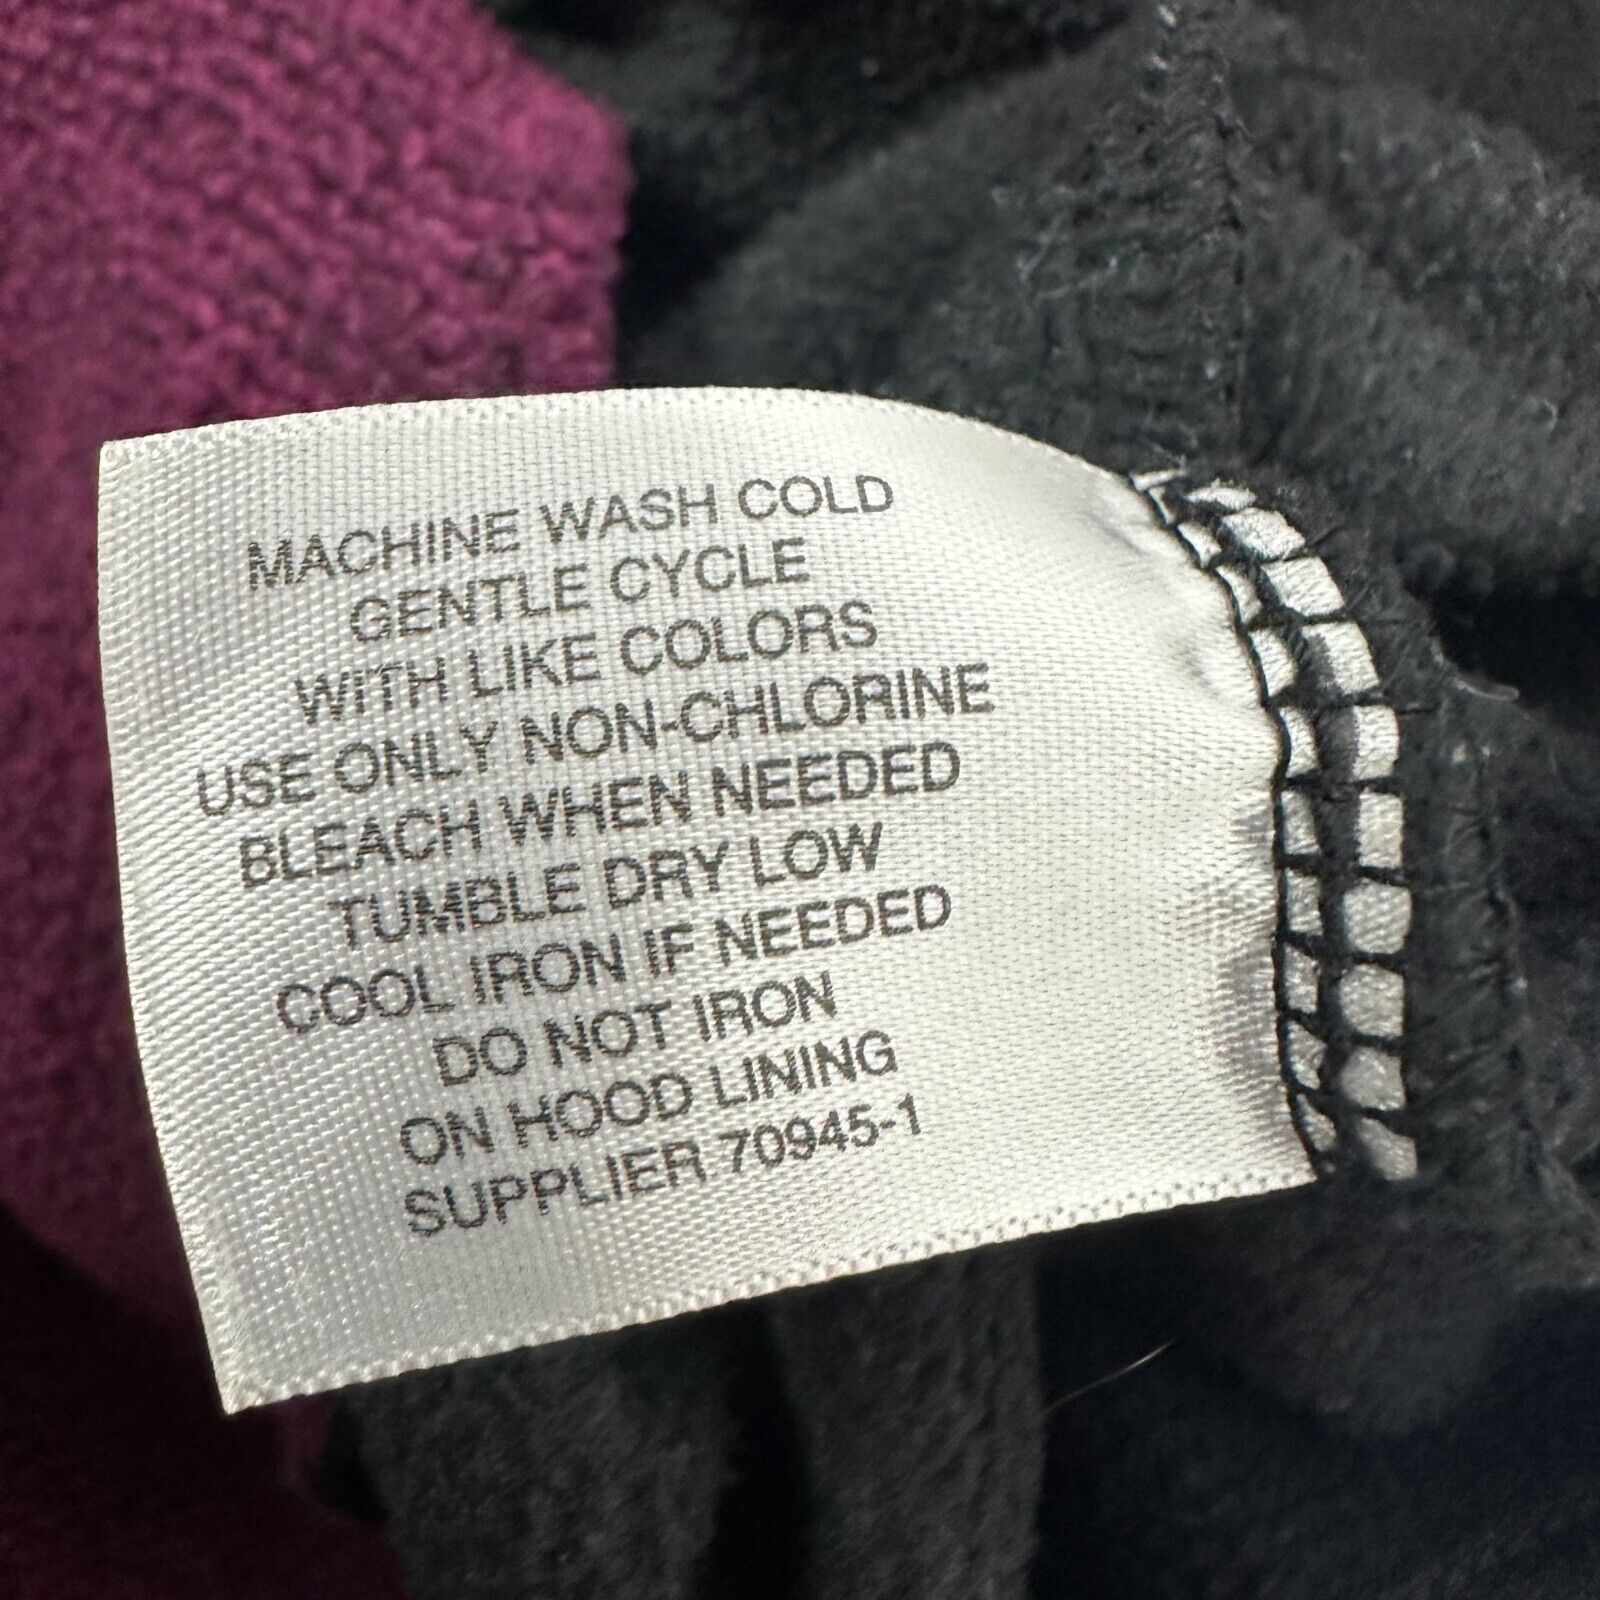 MACHINE WASH COLD
GENTLE CYCLE
WITH LIKE COLORS
USE ONLY NON-CHLORINE
BLEACH WHEN NEEDED
TUMBLE DRY LOW
COOL IRON IF NEEDED
DO NOT IRON
ON HOOD LINING
SUPPLIER 70945-1